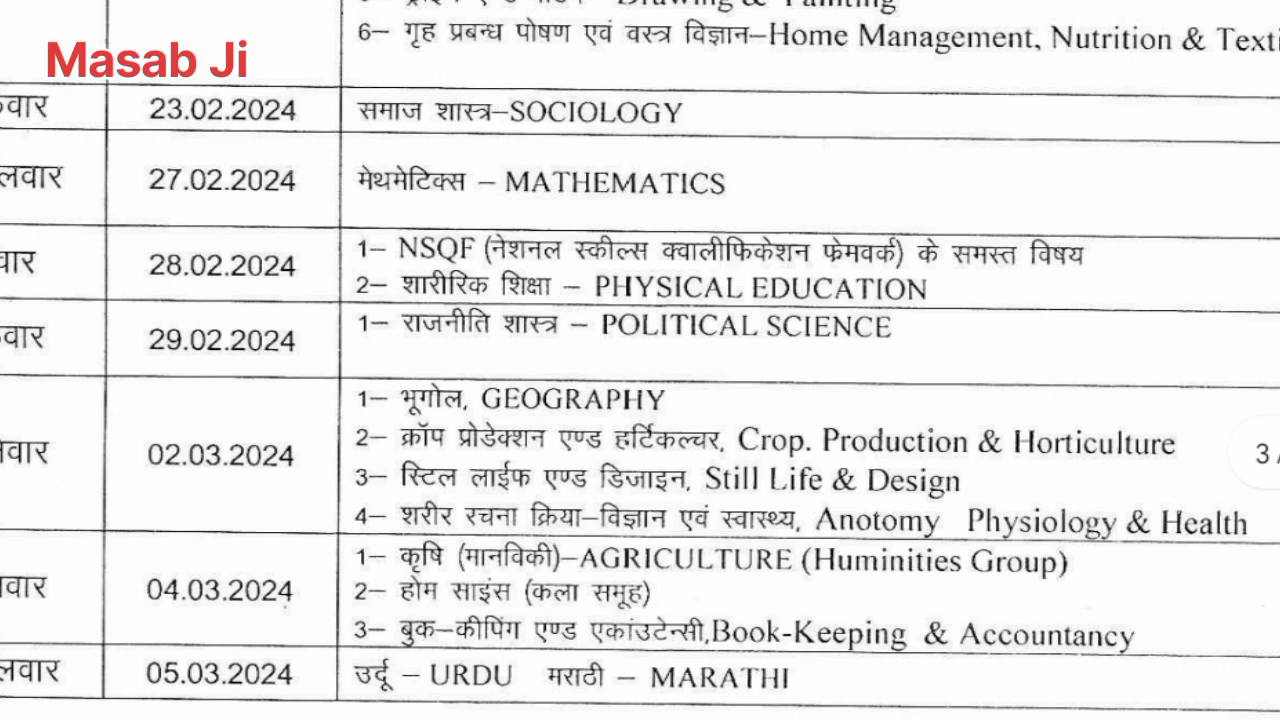 Drawing & Painting
6– गृह प्रबन्ध पोषण एवं वस्त्र विज्ञान–Home Management, Nutrition &
Masab Ji
23.02.2024 समाज शास्त्र–SOCIOLOGY
27.02.2024 मेथमेटिक्स – MATHEMATICS
28.02.2024
1– NSQF (नेशनल स्कील्स क्वालीफिकेशन फ्रेमवर्क) के समस्त विषय
2– शारीरिक शिक्षा – PHYSICAL EDUCATION
29.02.2024 1– राजनीति शास्त्र – POLITICAL SCIENCE
1– भूगोल, GEOGRAPHY
2– क्रॉप प्रोडेक्शन एण्ड हर्टिकल्चर, Crop. Production & Horticulture
02.03.2024
3– स्टिल लाईफ एण्ड डिजाइन, Still Life & Design
4– शरीर रचना क्रिया–विज्ञान एवं स्वास्थ्य, Anotomy Physiology & Health
1– कृषि (मानविकी)–AGRICULTURE (Huminities Group)
04.03.2024 2– होम साइंस (कला समूह)
3– बुक–कीपिंग एण्ड एकांउटेन्सी,Book-Keeping & Accountancy
05.03.2024 उर्दू – URDU मराठी – MARATHI
3 /